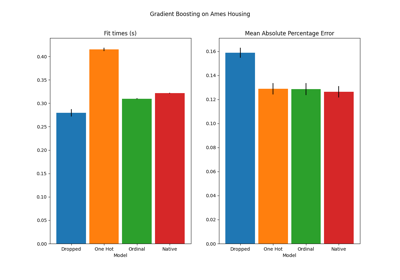 Gradient Boosting on Ames Housing
Fit times (s)
0.40
0.35
0.30
0.25
0.20
0.15
0.10
0.05
0.00
Dropped One Hot Ordinal Native
Model
Mean Absolute Percentage Error
0.16
0.14
0.12
0.10
0.08
0.06
0.04
0.02
0.00
Dropped One Hot Ordinal Native
Model